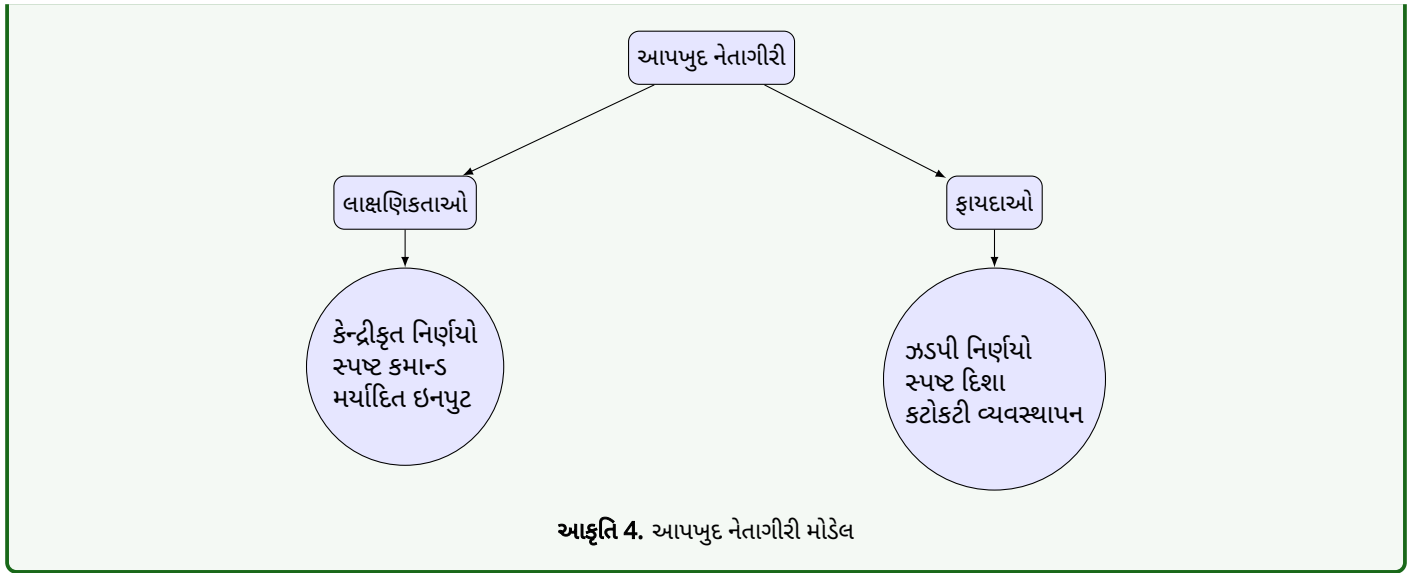 આપખુદ નેતાગીરી
લાક્ષણિકતાઓ
ફાયદાઓ
કેન્દ્રીકૃત નિર્ણયો
સ્પષ્ટ કમાન્ડ
મર્યાદિત ઇનપુટ
ઝડપી નિર્ણયો
સ્પષ્ટ દિશા
કટોકટી વ્યવસ્થાપન
આકૃતિ 4. આપખુદ નેતાગીરી મોડેલ